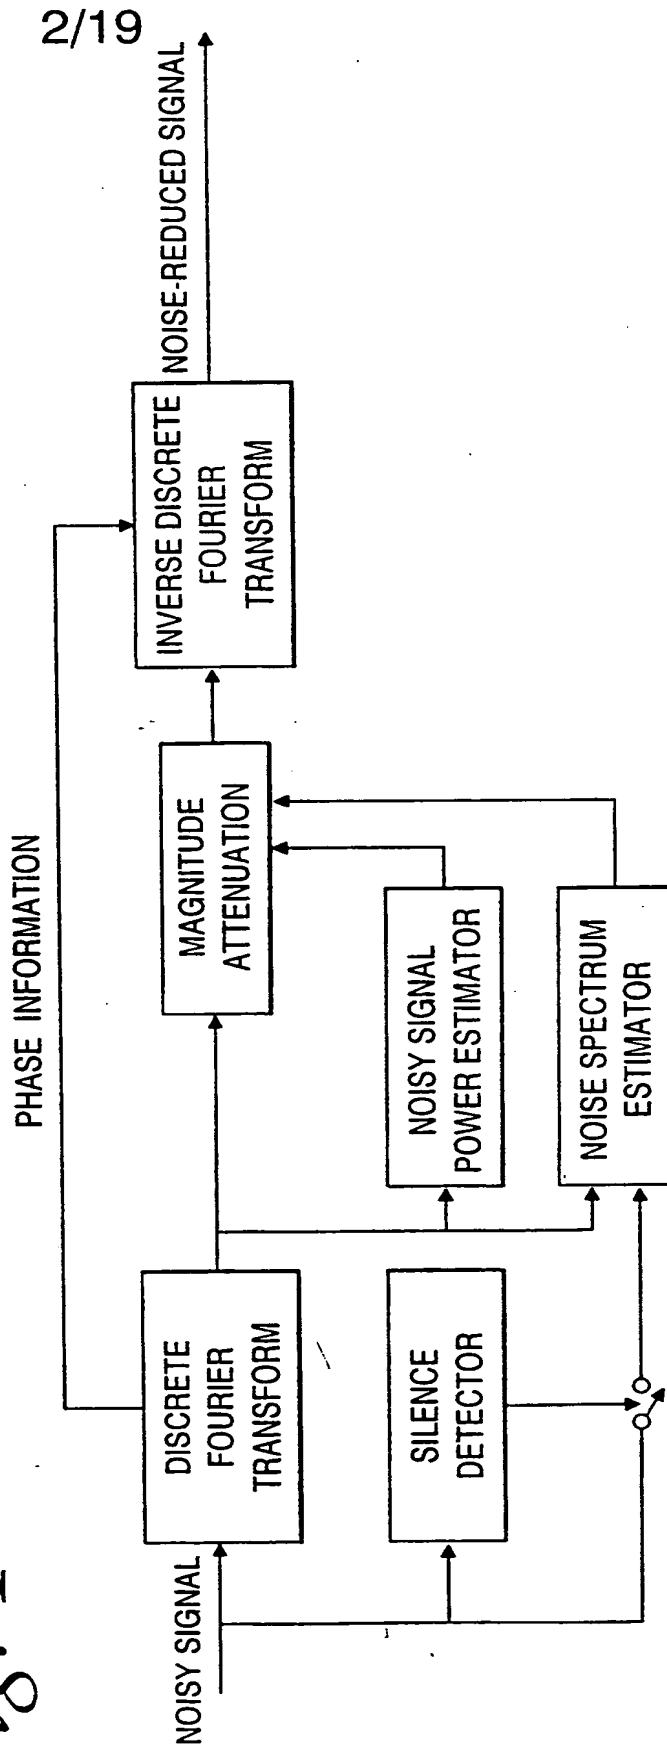 2/19
PHASE INFORMATION
NOISY SIGNAL
DISCRETE
FOURIER
TRANSFORM
MAGNITUDE
ATTENUATION
INVERSE DISCRETE
FOURIER
TRANSFORM
NOISE-REDUCED SIGNAL
SILENCE
DETECTOR
NOISY SIGNAL
POWER ESTIMATOR
NOISE SPECTRUM
ESTIMATOR